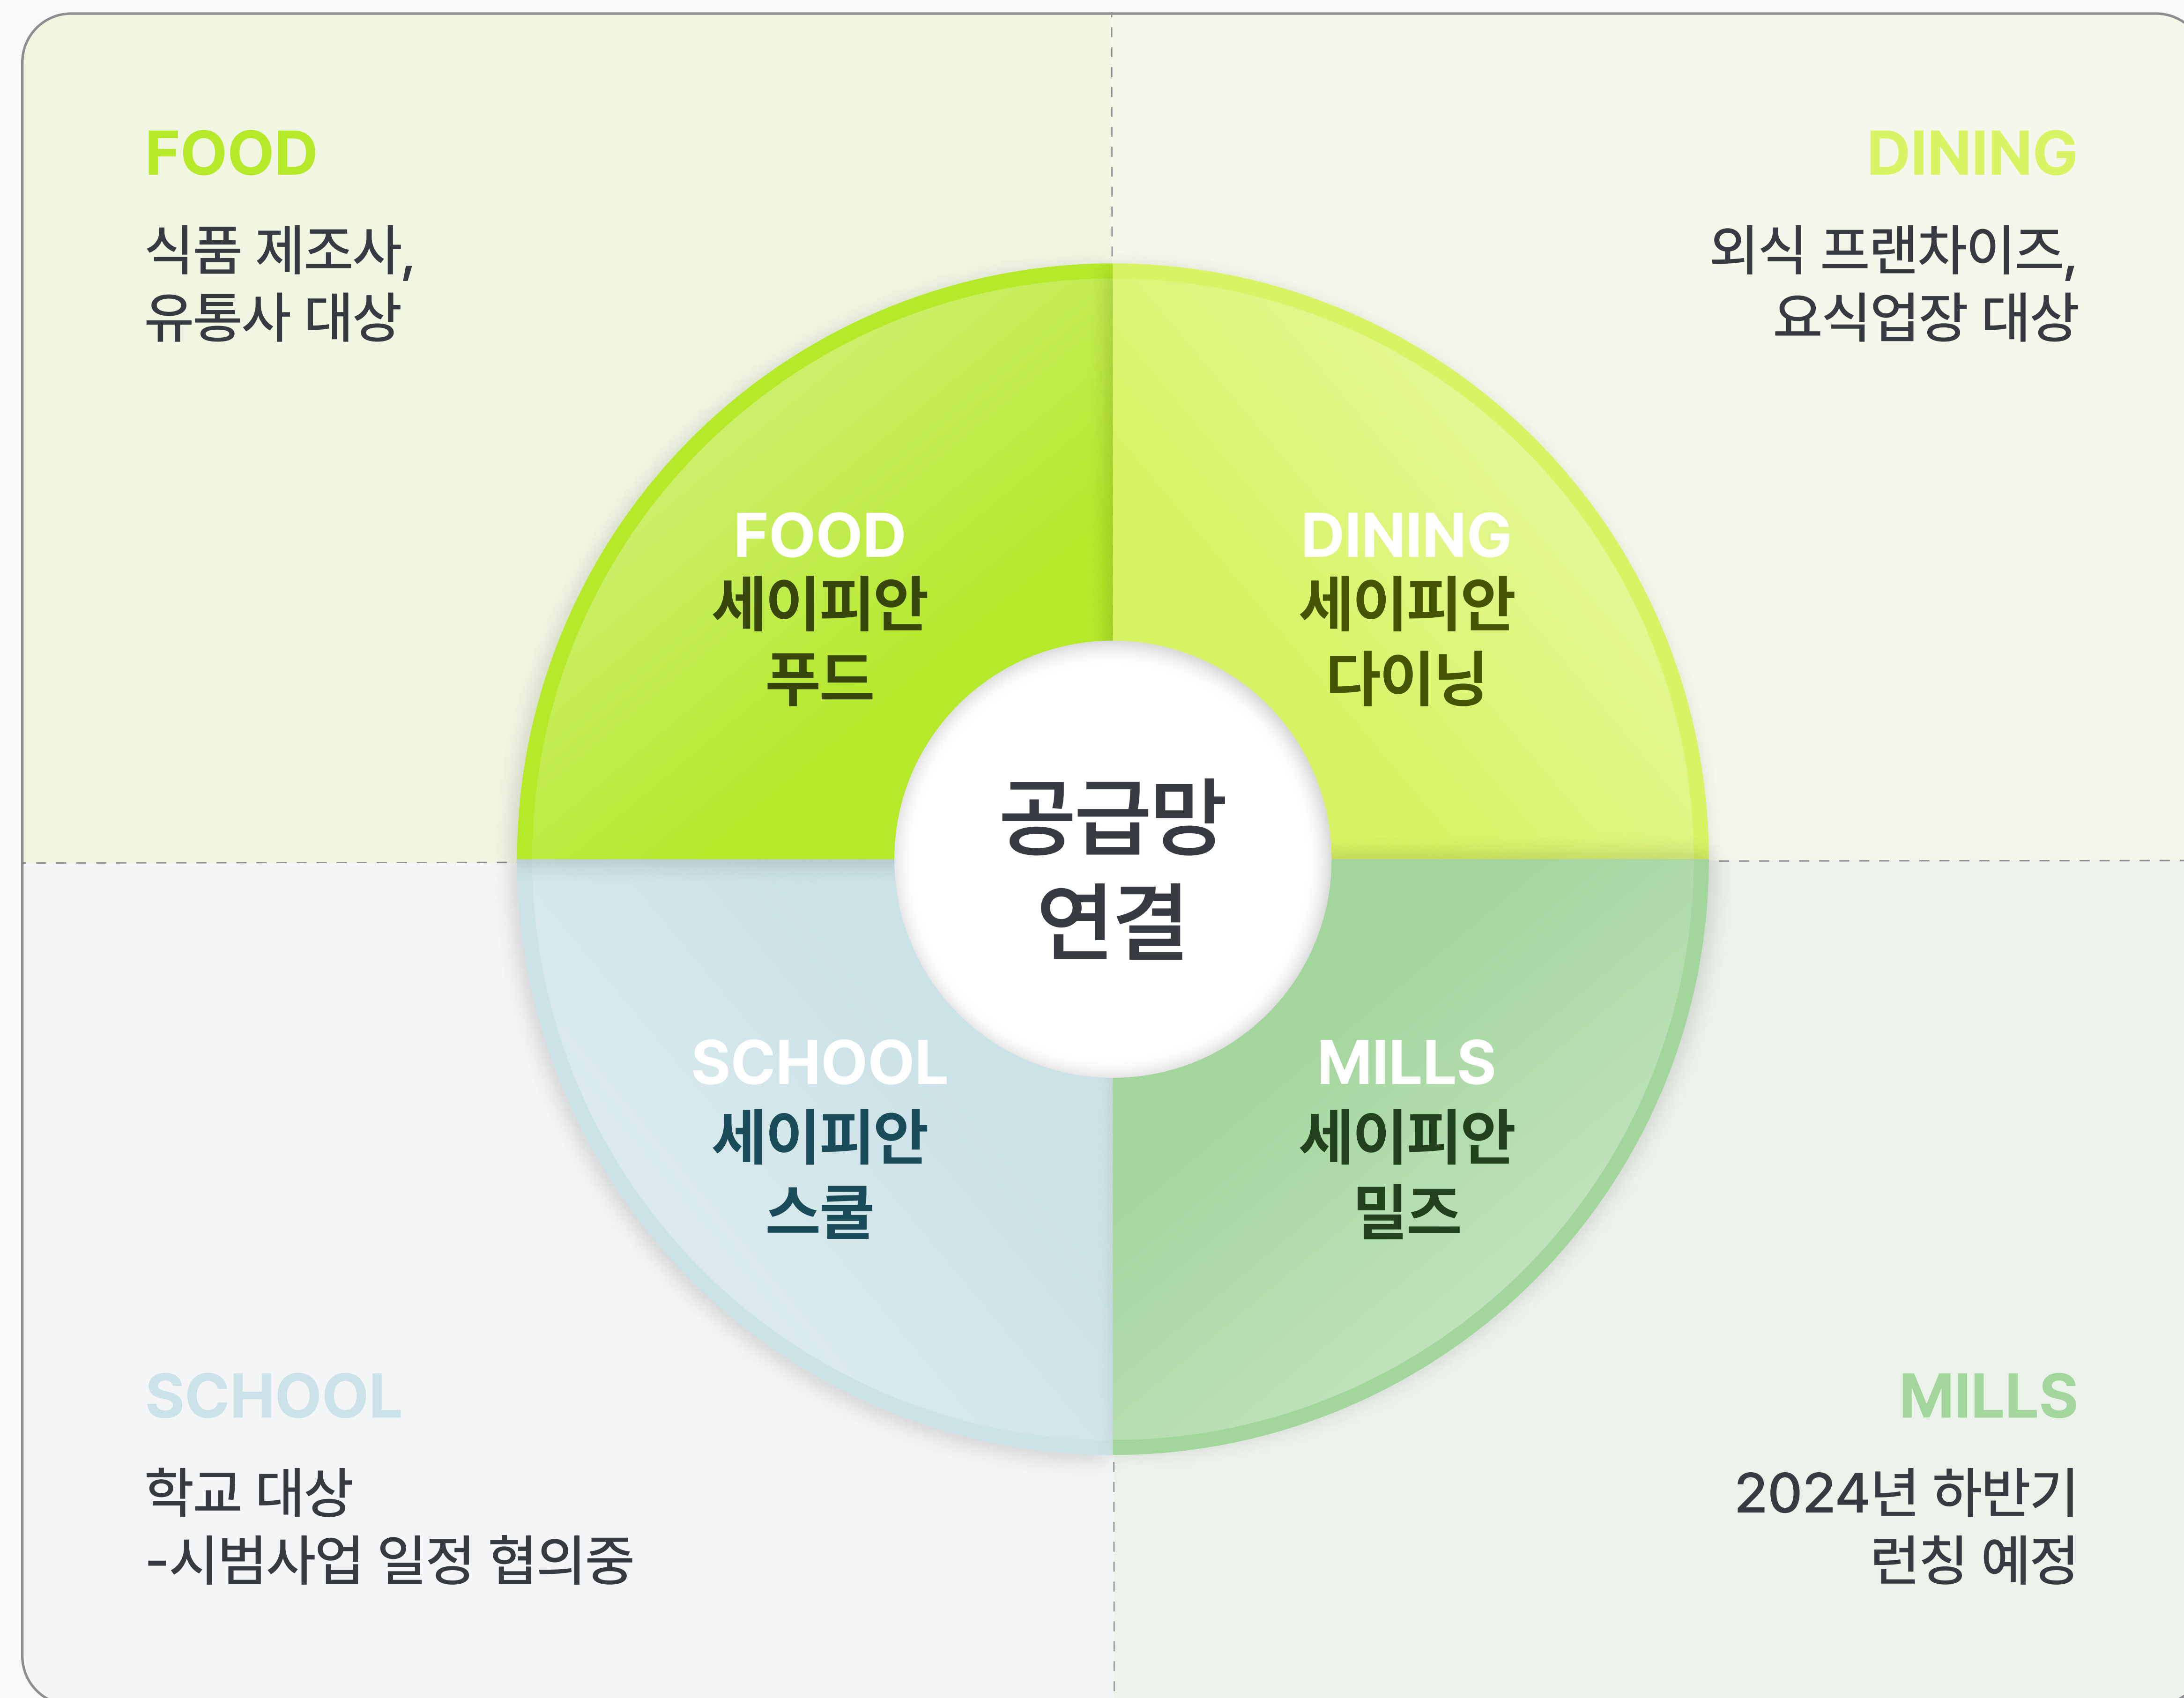 FOOD
식품 제조사,
유통사 대상
DINING
외식 프랜차이즈,
요식업장 대상
FOOD
세이피안
푸드
DINING
세이피안
다이닝
공급망
연결
SCHOOL
세이피안
스쿨
MILLS
세이피안
밀즈
SCHOOL
학교 대상
-시범사업 일정 협의중
MILLS
2024년 하반기
런칭 예정